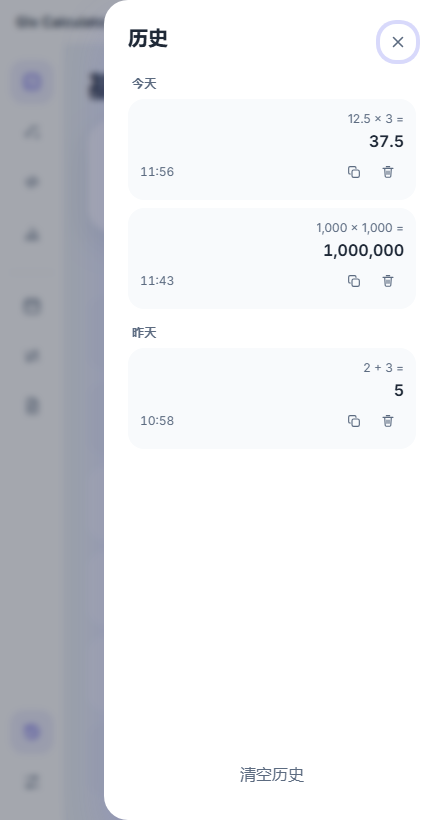 历史
今天
12.5 × 3 =
37.5
11:56
1,000 × 1,000 =
1,000,000
11:43
昨天
2 + 3 =
5
10:58
清空历史